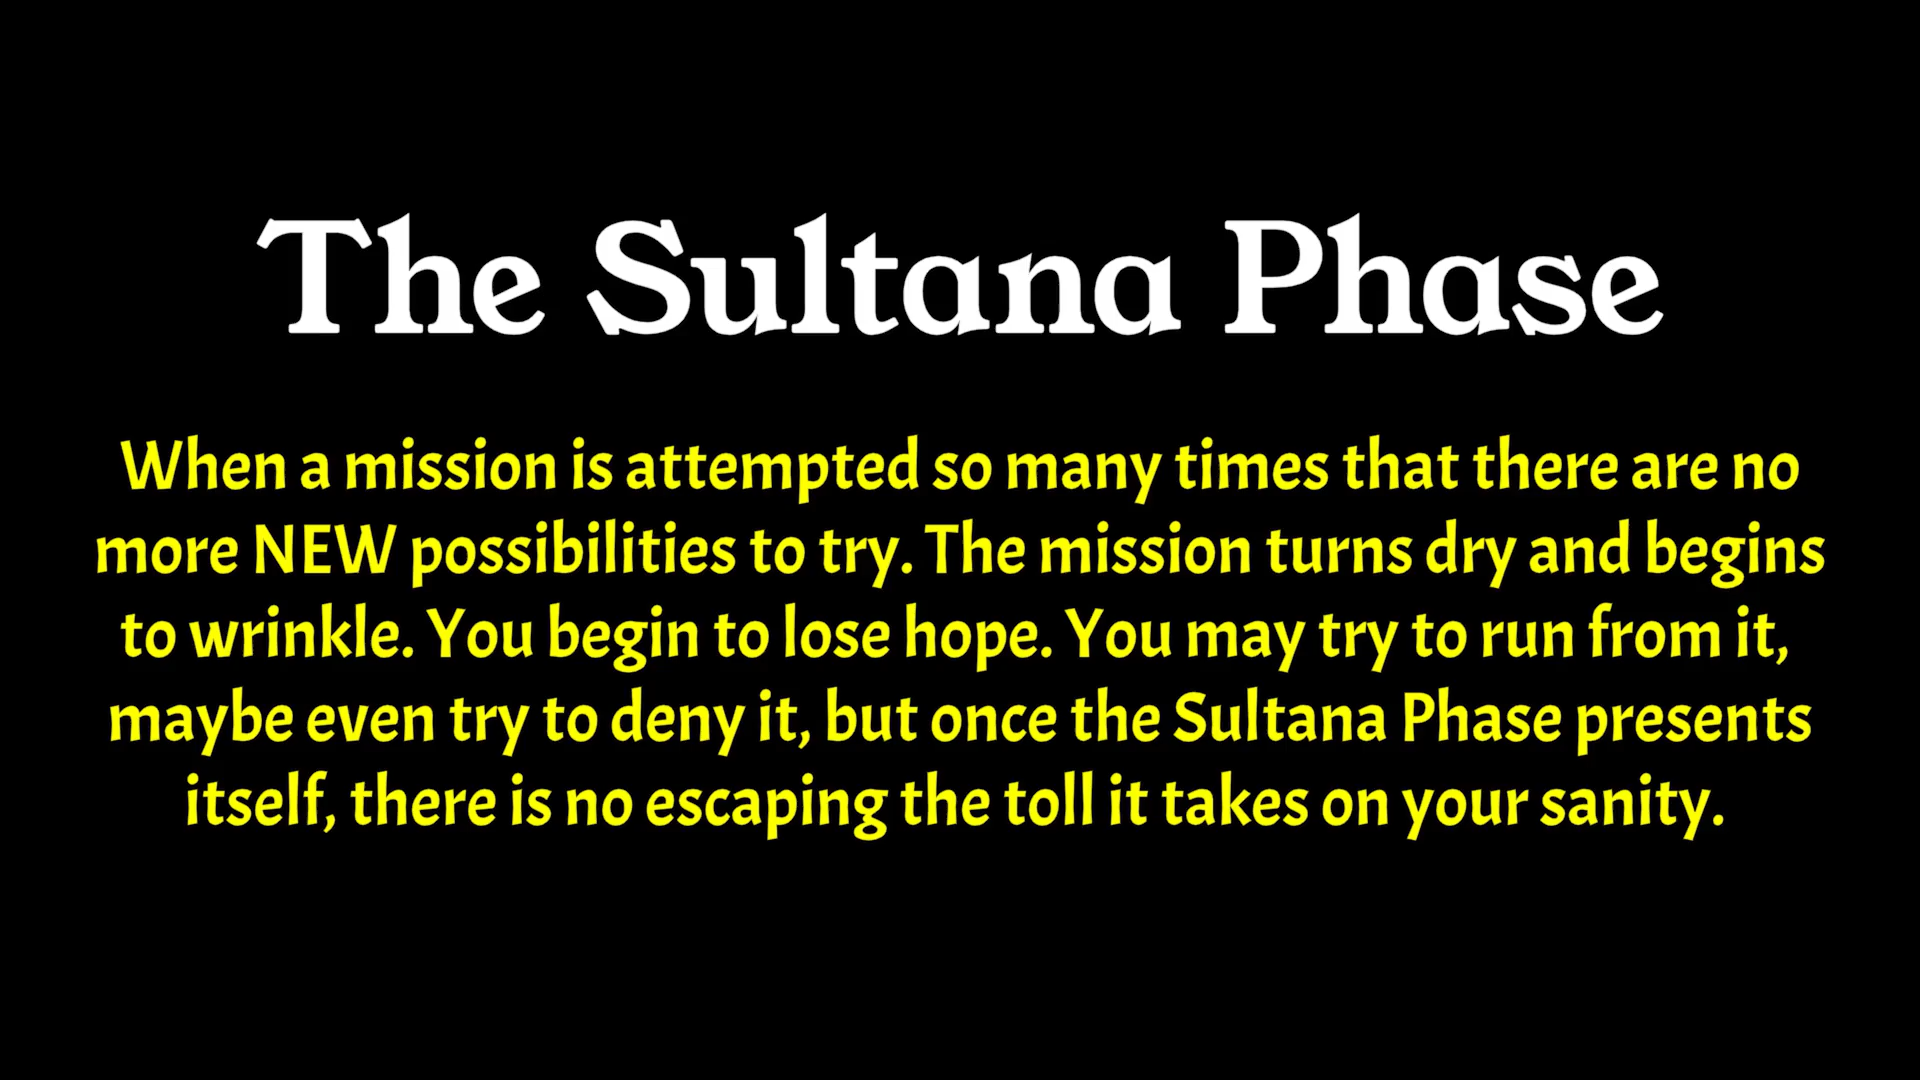 The Sultana Phase
When a mission is attempted so many times that there are no
more NEW possibilities to try. The mission turns dry and begins
to wrinkle. You begin to lose hope. You may try to run from it,
maybe even try to deny it, but once the Sultana Phase presents
itself, there is no escaping the toll it takes on your sanity.